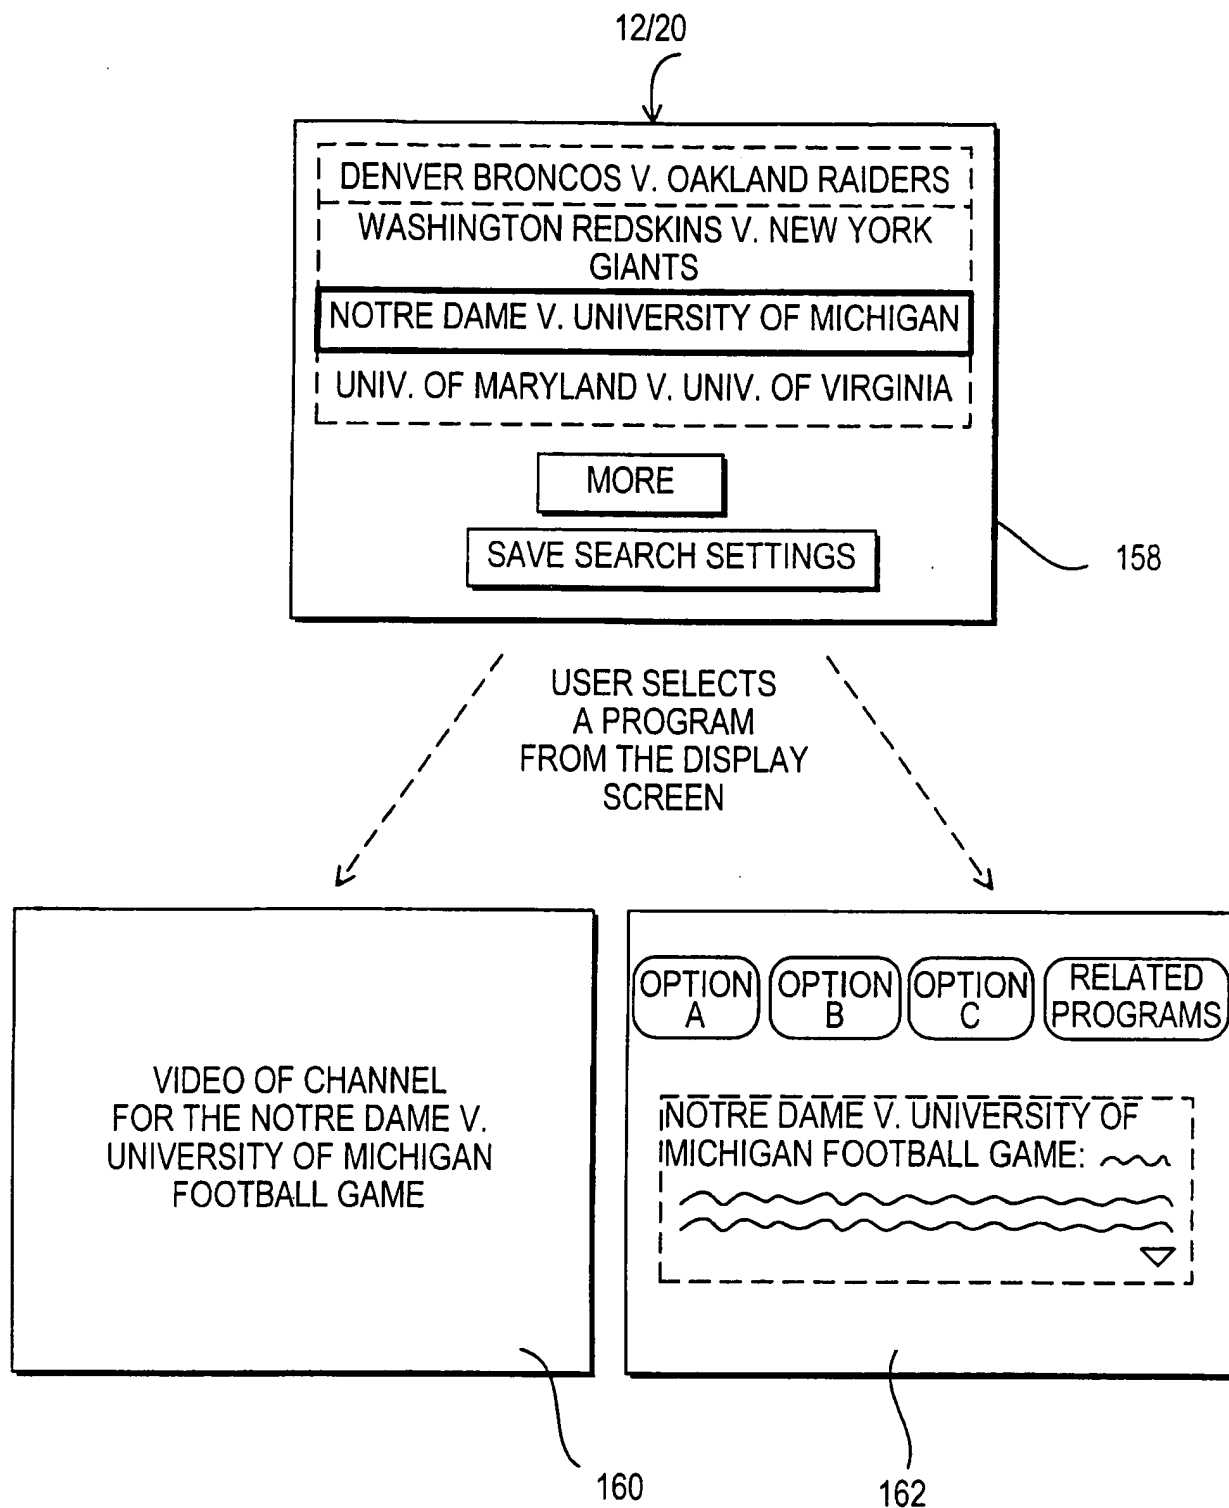 12/20
DENVER BRONCOS V. OAKLAND RAIDERS
WASHINGTON REDSKINS V. NEW YORK
GIANTS
NOTRE DAME V. UNIVERSITY OF MICHIGAN
UNIV. OF MARYLAND V. UNIV. OF VIRGINIA
MORE
SAVE SEARCH SETTINGS
158
USER SELECTS
A PROGRAM
FROM THE DISPLAY
SCREEN
VIDEO OF CHANNEL
FOR THE NOTRE DAME V.
UNIVERSITY OF MICHIGAN
FOOTBALL GAME
160
OPTION
A
OPTION
B
OPTION
C
RELATED
PROGRAMS
NOTRE DAME V. UNIVERSITY OF
MICHIGAN FOOTBALL GAME:
162